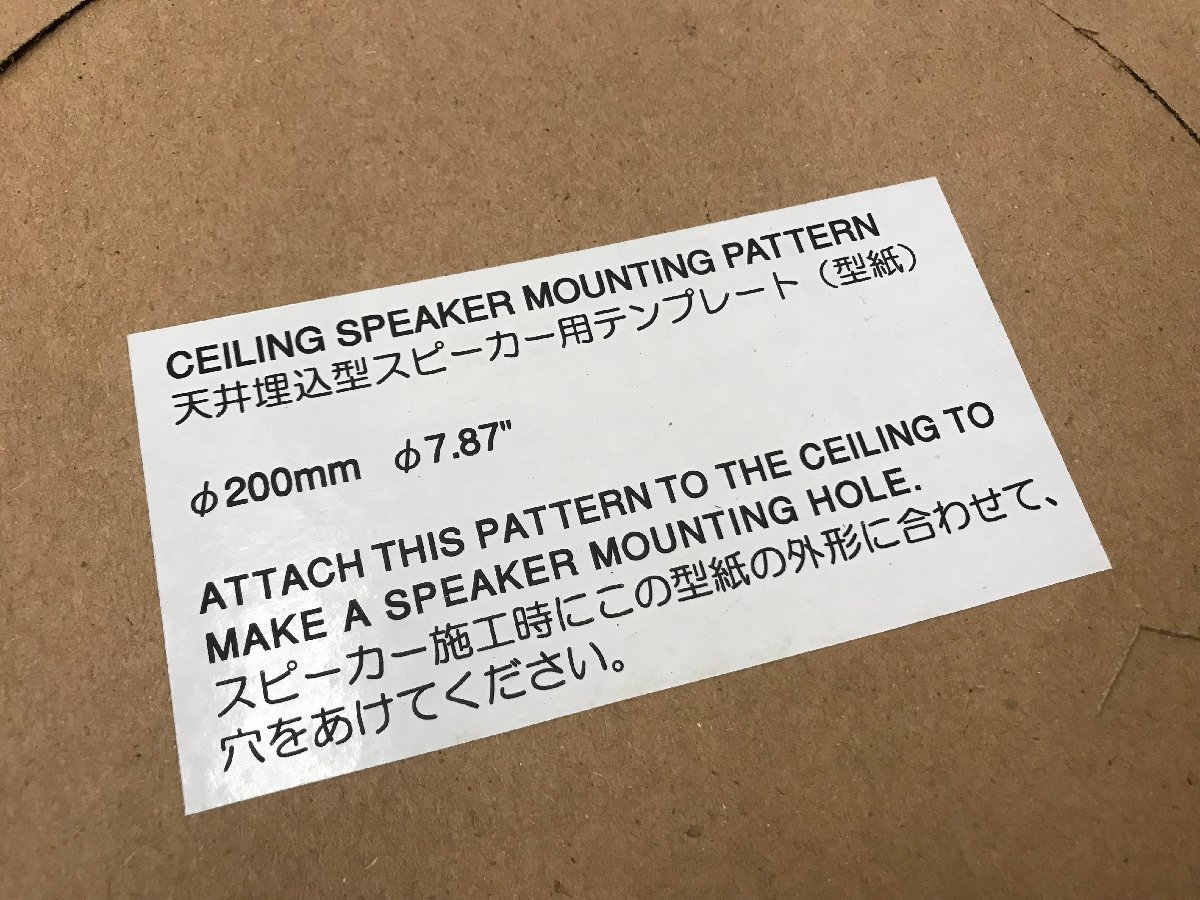 CEILING SPEAKER MOUNTING PATTERN
天井埋込型スピーカー用テンプレート（型紙）
φ200mm φ7.87"
ATTACH THIS PATTERN TO THE CEILING TO
MAKE A SPEAKER MOUNTING HOLE.
スピーカー施工時にこの型紙の外形に合わせて、
穴をあけてください。